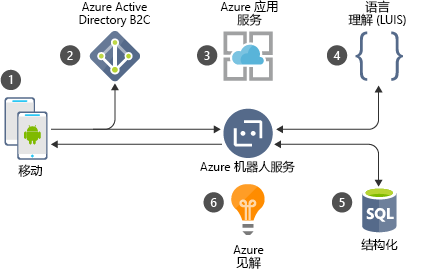 Azure Active
Directory B2C
Azure 应用
服务
语言
理解 (LUIS)
1
2
3
4
移动
Azure 机器人服务
6
5
SQL
Azure
见解
结构化